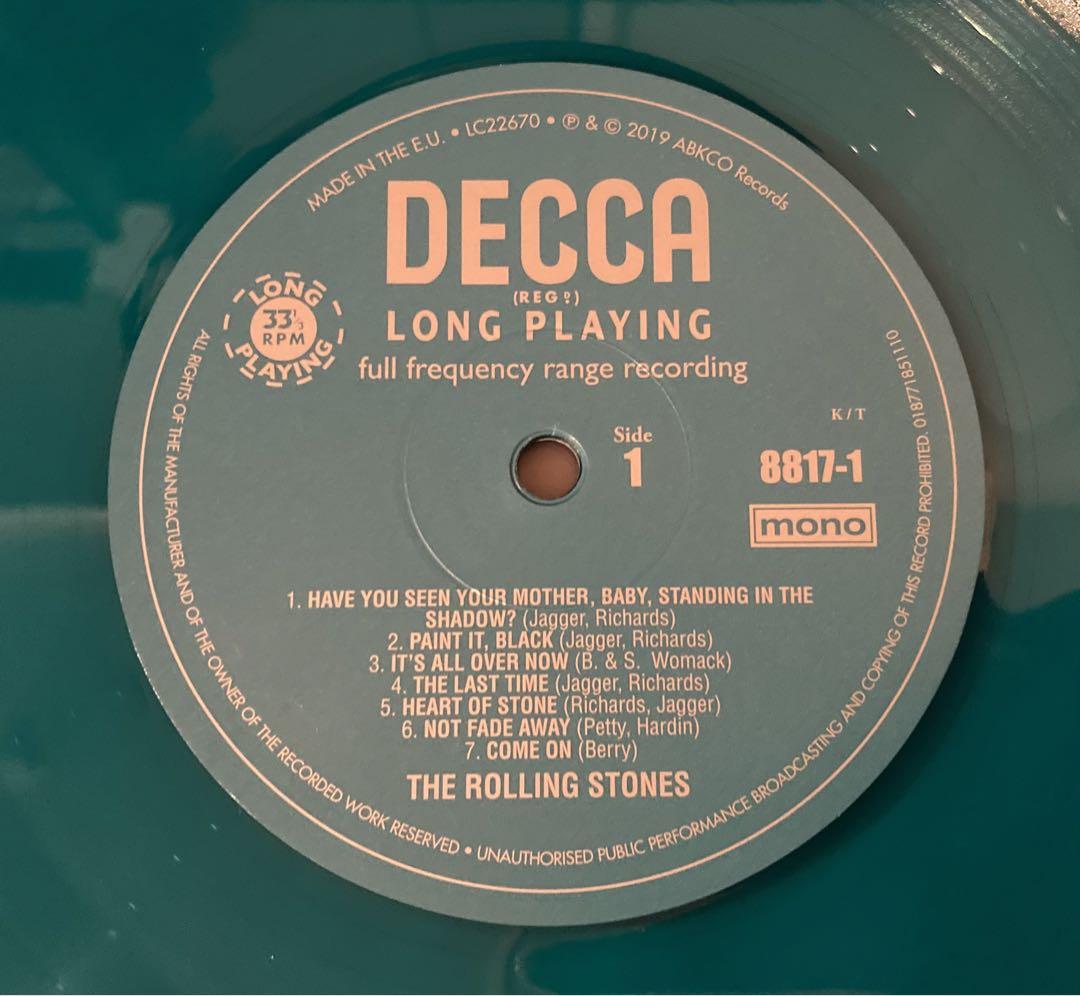 MADE IN THE E.U. • LC22670 • ℗ & © 2019 ABKCO Records
DECCA
(REGD)
LONG PLAYING
full frequency range recording
LONG
33⅓
RPM
PLAYING
K/T
Side
1
8817-1
mono
1. HAVE YOU SEEN YOUR MOTHER, BABY, STANDING IN THE
SHADOW? (Jagger, Richards)
2. PAINT IT, BLACK (Jagger, Richards)
3. IT'S ALL OVER NOW (B. & S. Womack)
4. THE LAST TIME (Jagger, Richards)
5. HEART OF STONE (Richards, Jagger)
6. NOT FADE AWAY (Petty, Hardin)
7. COME ON (Berry)
THE ROLLING STONES
ALL RIGHTS OF THE MANUFACTURER AND OF THE OWNER OF THE RECORDED WORK RESERVED • UNAUTHORISED PUBLIC PERFORMANCE BROADCASTING AND COPYING OF THIS RECORD PROHIBITED. 018771851110